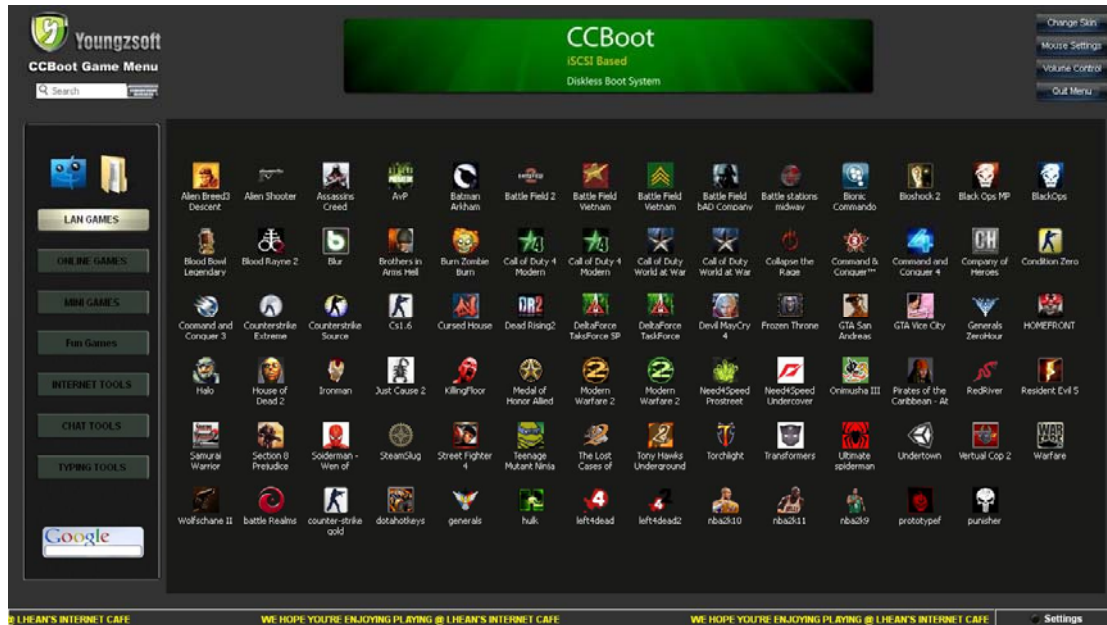 Youngzsoft
CCBoot Game Menu
Search
CCBoot
iSCSI Based
Diskless Boot System
Change Skin
Mouse Settings
Volume Control
Quit Menu
LAN GAMES
ONLINE GAMES
MINI GAMES
Fun Games
INTERNET TOOLS
CHAT TOOLS
TYPING TOOLS
Google
Alien Breed3 Descent
Alien Shooter
Assassins Creed
AvP
Batman Arkham
Battle Field 2
Battle Field Vietnam
Battle Field Vietnam
Battle Field bAD Company
Battle stations midway
Bionic Commando
Bioshock 2
Black Ops MP
BlackOps
Blood Bowl Legendary
Blood Rayne 2
Blur
Brothers in Arms Hell
Burn Zombie Burn
Call of Duty 4 Modern
Call of Duty 4 Modern
Call of Duty World at War
Call of Duty World at War
Collapse the Rage
Command & Conquer™
Command and Conquer 4
Company of Heroes
Condition Zero
Coomand and Conquer 3
Counterstrike Extreme
Counterstrike Source
Cs1.6
Cursed House
Dead Rising2
DeltaForce TaksForce SP
DeltaForce TaskForce
Devil MayCry 4
Frozen Throne
GTA San Andreas
GTA Vice City
Generals ZeroHour
HOMEFRONT
Halo
House of Dead 2
Ironman
Just Cause 2
KillingFloor
Medal of Honor Allied
Modern Warfare 2
Modern Warfare 2
Need4Speed Prostreet
Need4Speed Undercover
Onimusha III
Pirates of the Caribbean - At
RedRiver
Resident Evil 5
Samurai Warrior
Section 8 Prejudice
Soiderman - Wen of
SteamSlug
Street Fighter 4
Teenage Mutant Ninja
The Lost Cases of
Tony Hawks Underground
Torchlight
Transformers
Ultimate spiderman
Undertown
Vertual Cop 2
Warfare
Wolfschane II
battle Realms
counter-strike gold
dotahotkeys
generals
hulk
left4dead
left4dead2
nba2k10
nba2k11
nba2k9
prototypef
punisher
@ LHEAN'S INTERNET CAFE
WE HOPE YOU'RE ENJOYING PLAYING @ LHEAN'S INTERNET CAFE
WE HOPE YOU'RE ENJOYING PLAYING @ LHEAN'S INTERNET CAFE
Settings